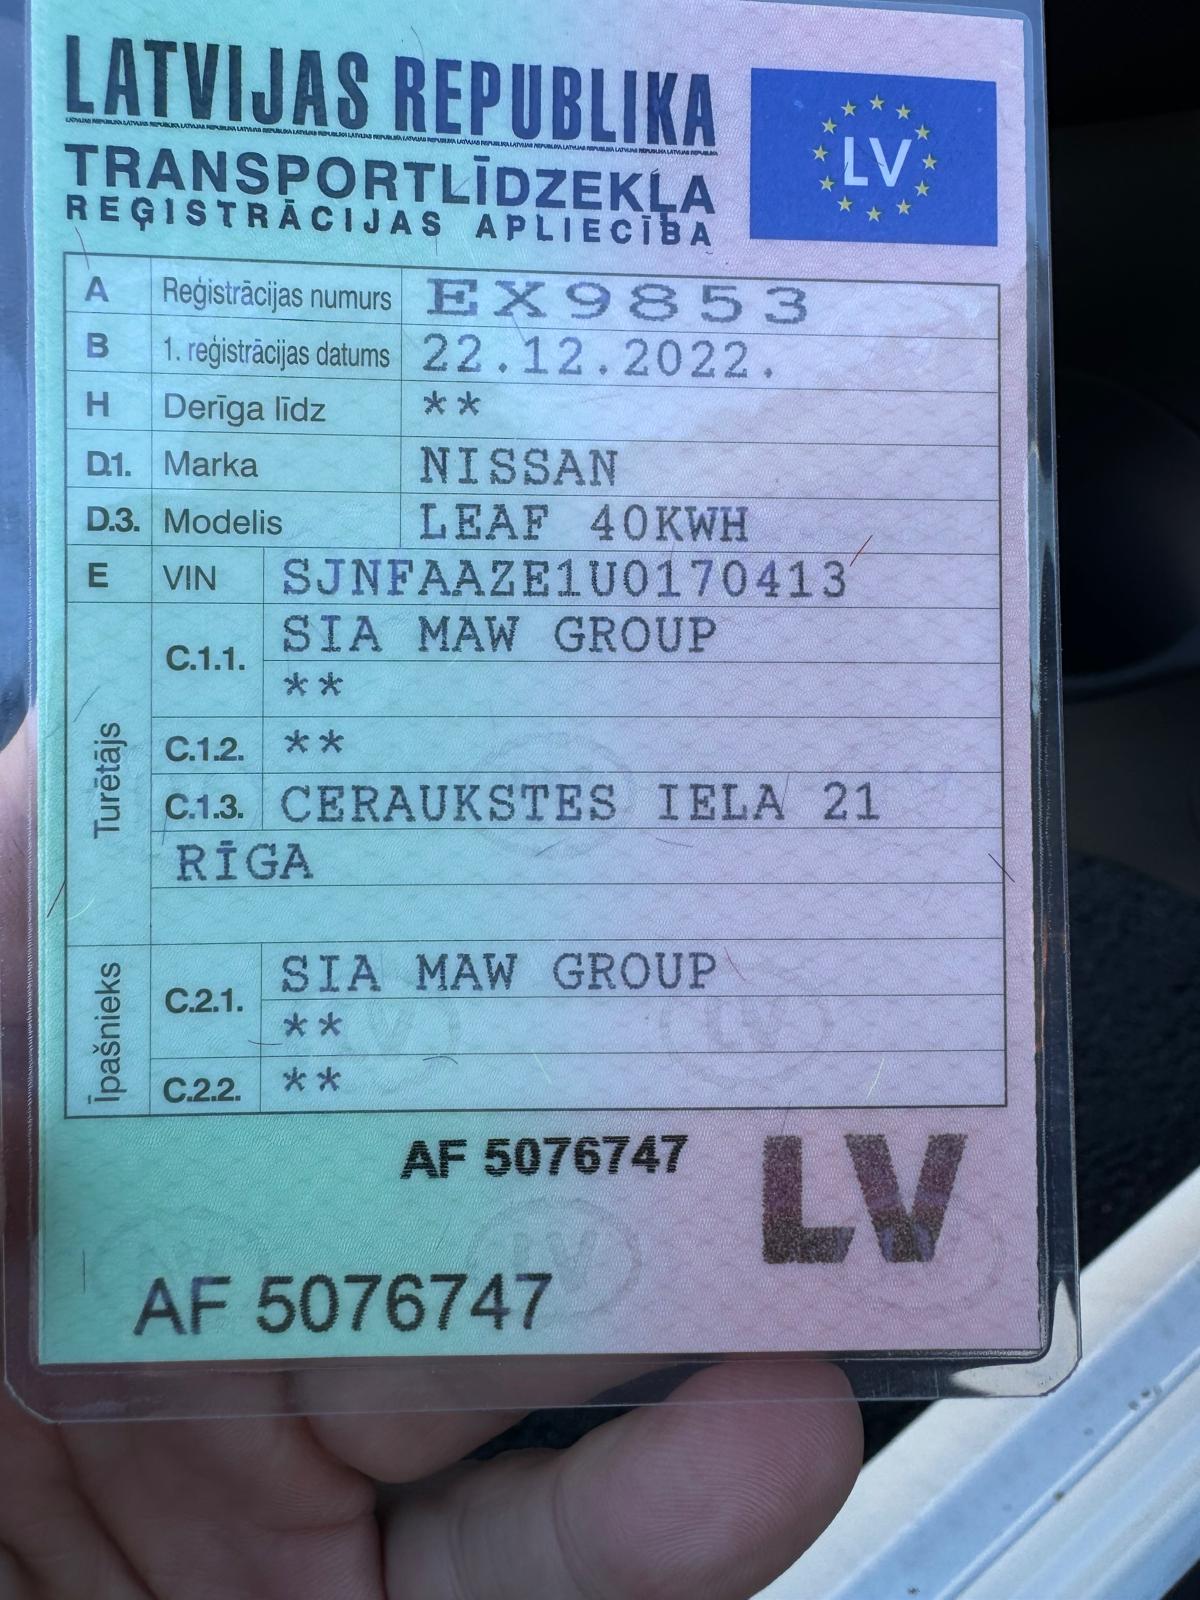 LATVIJAS REPUBLIKA
TRANSPORTLĪDZEKĻA
REĢISTRĀCIJAS APLIECĪBA
LV
A Reģistrācijas numurs EX9853
B 1. reģistrācijas datums 22.12.2022.
H Derīga līdz **
D.1. Marka NISSAN
D.3. Modelis LEAF 40KWH
E VIN SJNFAAZE1U0170413
Turētājs
C.1.1. SIA MAW GROUP
**
C.1.2. **
C.1.3. CERAUKSTES IELA 21
RĪGA
Īpašnieks
C.2.1. SIA MAW GROUP
**
C.2.2. **
AF 5076747
LV
AF 5076747